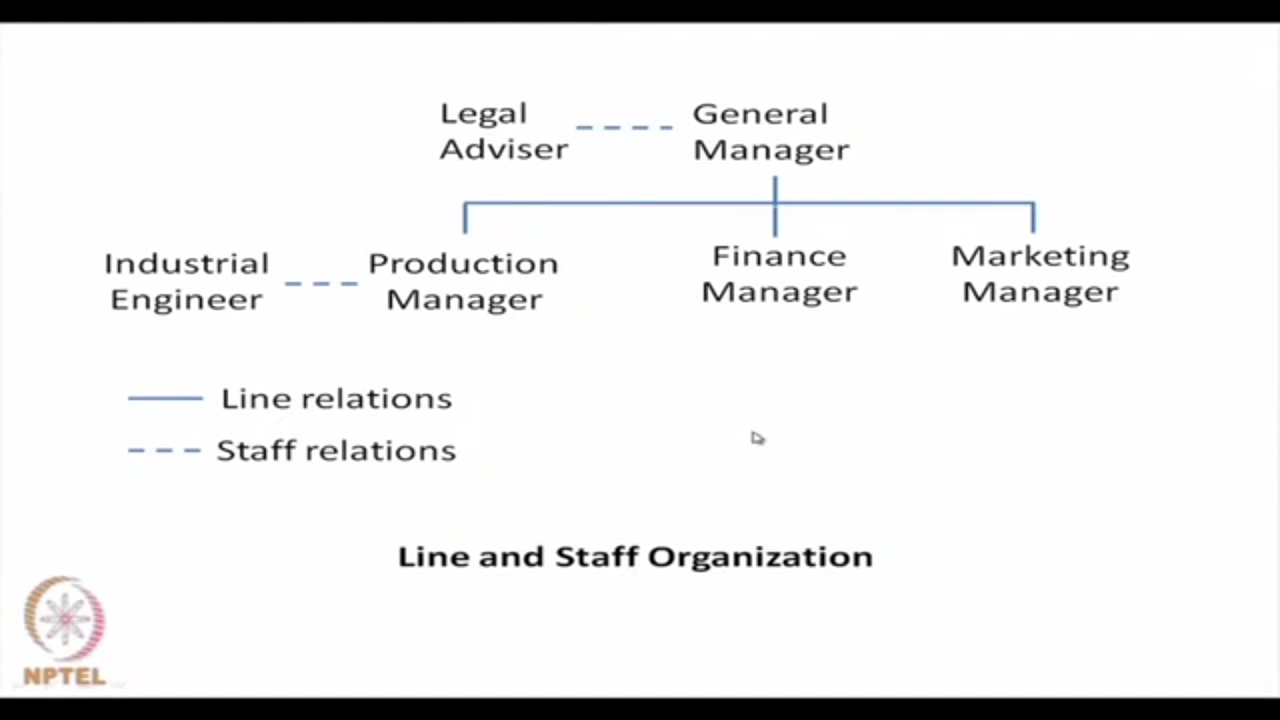 Legal
Adviser
General
Manager
Industrial
Engineer
Production
Manager
Finance
Manager
Marketing
Manager
Line relations
Staff relations
Line and Staff Organization
NPTEL